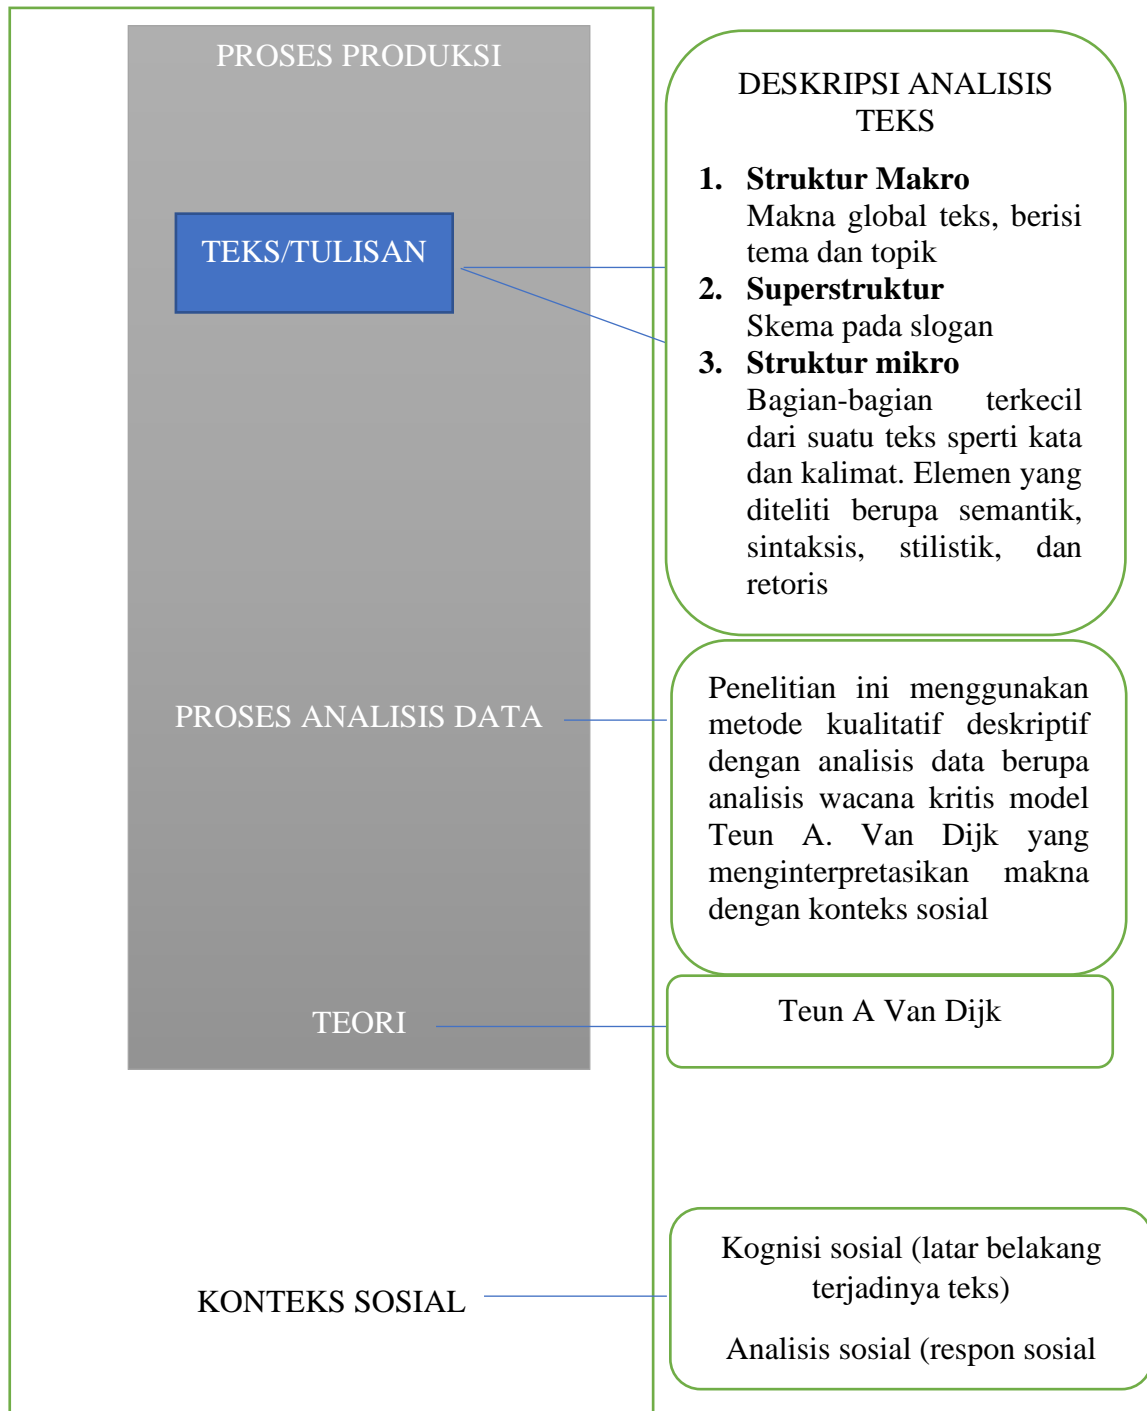 PROSES PRODUKSI
TEKS/TULISAN
DESKRIPSI ANALISIS
TEKS
1. Struktur Makro
Makna global teks, berisi
tema dan topik
2. Superstruktur
Skema pada slogan
3. Struktur mikro
Bagian-bagian terkecil
dari suatu teks sperti kata
dan kalimat. Elemen yang
diteliti berupa semantik,
sintaksis, stilistik, dan
retoris
PROSES ANALISIS DATA
Penelitian ini menggunakan
metode kualitatif deskriptif
dengan analisis data berupa
analisis wacana kritis model
Teun A. Van Dijk yang
menginterpretasikan makna
dengan konteks sosial
TEORI
Teun A Van Dijk
KONTEKS SOSIAL
Kognisi sosial (latar belakang
terjadinya teks)
Analisis sosial (respon sosial